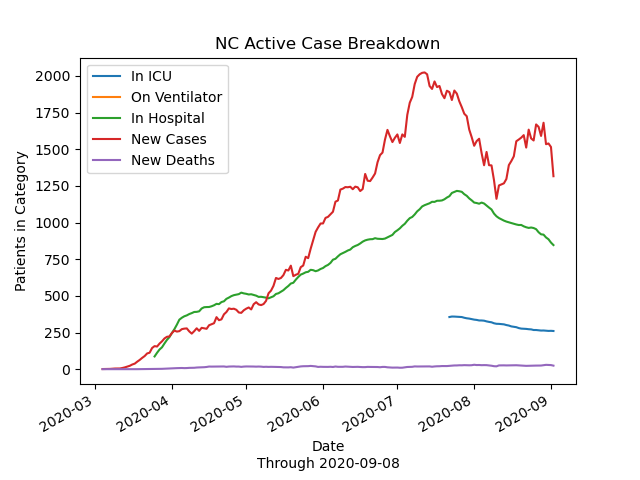 NC Active Case Breakdown
In ICU
On Ventilator
In Hospital
New Cases
New Deaths
2000
1750
1500
1250
1000
750
500
250
0
Patients in Category
2020-03
2020-04
2020-05
2020-06
2020-07
2020-08
2020-09
Date
Through 2020-09-08